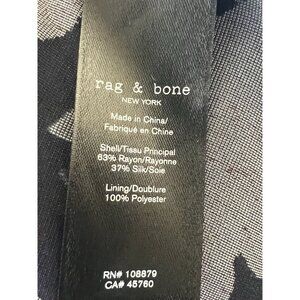 rag & bone
NEW YORK
Made in China/
Fabriqué en Chine
Shell/Tissu Principal
63% Rayon/Rayonne
37% Silk/Soie
Lining/Doublure
100% Polyester
RN# 108879
CA# 45760